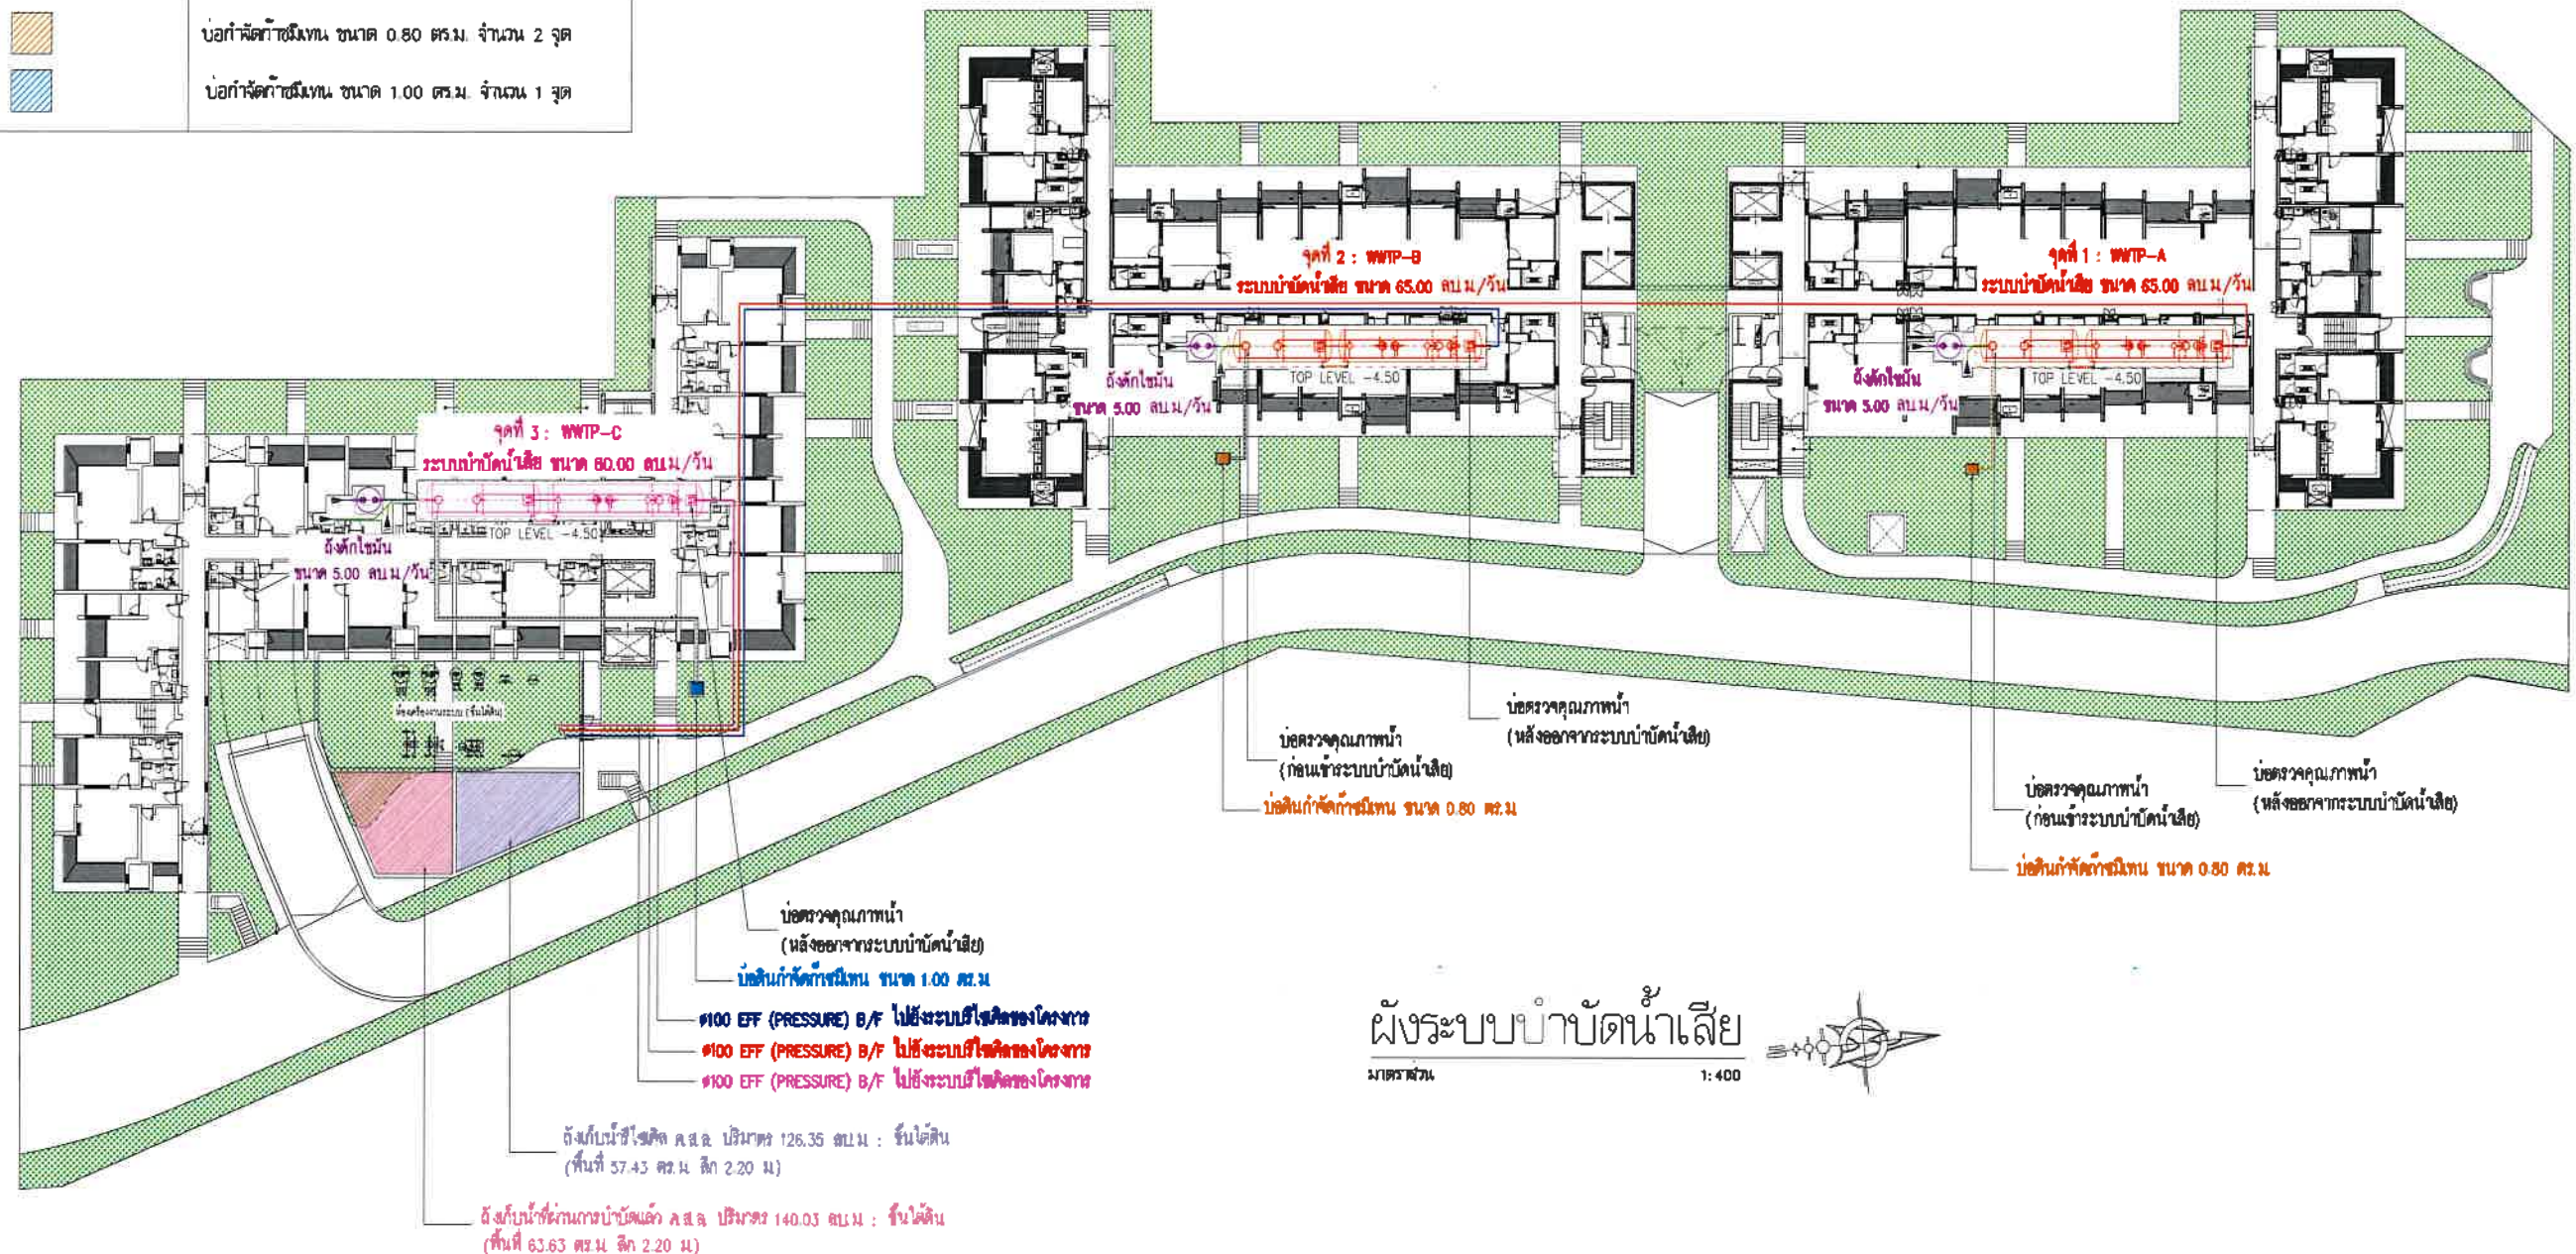 บ่อกำจัดก๊าซมีเทน ขนาด 0.80 ตร.ม. จำนวน 2 จุด
บ่อกำจัดก๊าซมีเทน ขนาด 1.00 ตร.ม. จำนวน 1 จุด
จุดที่ 2 : WWTP-B
ระบบบำบัดน้ำเสีย ขนาด 65.00 ลบ.ม/วัน
จุดที่ 1 : WWTP-A
ระบบบำบัดน้ำเสีย ขนาด 65.00 ลบ.ม/วัน
TOP LEVEL -4.50
ถังดักไขมัน
ขนาด 5.00 ลบ.ม/วัน
TOP LEVEL -4.50
ถังดักไขมัน
ขนาด 5.00 ลบ.ม/วัน
จุดที่ 3 : WWTP-C
ระบบบำบัดน้ำเสีย ขนาด 80.00 ลบ.ม/วัน
TOP LEVEL -4.50
ถังดักไขมัน
ขนาด 5.00 ลบ.ม/วัน
ห้องเครื่องงานระบบ (ชั้นใต้ดิน)
บ่อตรวจคุณภาพน้ำ
(หลังออกจากระบบบำบัดน้ำเสีย)
บ่อตรวจคุณภาพน้ำ
(ก่อนเข้าระบบบำบัดน้ำเสีย)
บ่อดินกำจัดก๊าซมีเทน ขนาด 0.80 ตร.ม
บ่อตรวจคุณภาพน้ำ
(หลังออกจากระบบบำบัดน้ำเสีย)
บ่อตรวจคุณภาพน้ำ
(ก่อนเข้าระบบบำบัดน้ำเสีย)
บ่อดินกำจัดก๊าซมีเทน ขนาด 0.80 ตร.ม
บ่อตรวจคุณภาพน้ำ
(หลังออกจากระบบบำบัดน้ำเสีย)
บ่อดินกำจัดก๊าซมีเทน ขนาด 1.00 ตร.ม
ø100 EFF (PRESSURE) B/F ไปยังระบบรีไซเคิลของโครงการ
ø100 EFF (PRESSURE) B/F ไปยังระบบรีไซเคิลของโครงการ
ø100 EFF (PRESSURE) B/F ไปยังระบบรีไซเคิลของโครงการ
ถังเก็บน้ำรีไซเคิล ค.ส.ล. ปริมาตร 126.35 ลบ.ม : ชั้นใต้ดิน
(พื้นที่ 57.43 ตร.ม. ลึก 2.20 ม.)
ถังเก็บน้ำที่ผ่านการบำบัดแล้ว ค.ส.ล. ปริมาตร 140.03 ลบ.ม : ชั้นใต้ดิน
(พื้นที่ 63.63 ตร.ม. ลึก 2.20 ม.)
ผังระบบบำบัดน้ำเสีย
มาตราส่วน 1:400